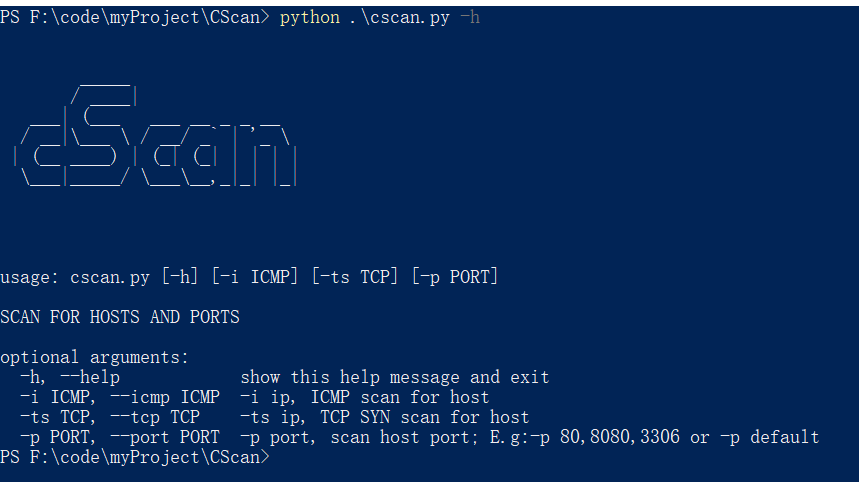 PS F:\code\myProject\CScan> python .\cscan.py -h
cScan
usage: cscan.py [-h] [-i ICMP] [-ts TCP] [-p PORT]
SCAN FOR HOSTS AND PORTS
optional arguments:
-h, --help show this help message and exit
-i ICMP, --icmp ICMP -i ip, ICMP scan for host
-ts TCP, --tcp TCP -ts ip, TCP SYN scan for host
-p PORT, --port PORT -p port, scan host port; E.g:-p 80,8080,3306 or -p default
PS F:\code\myProject\CScan>